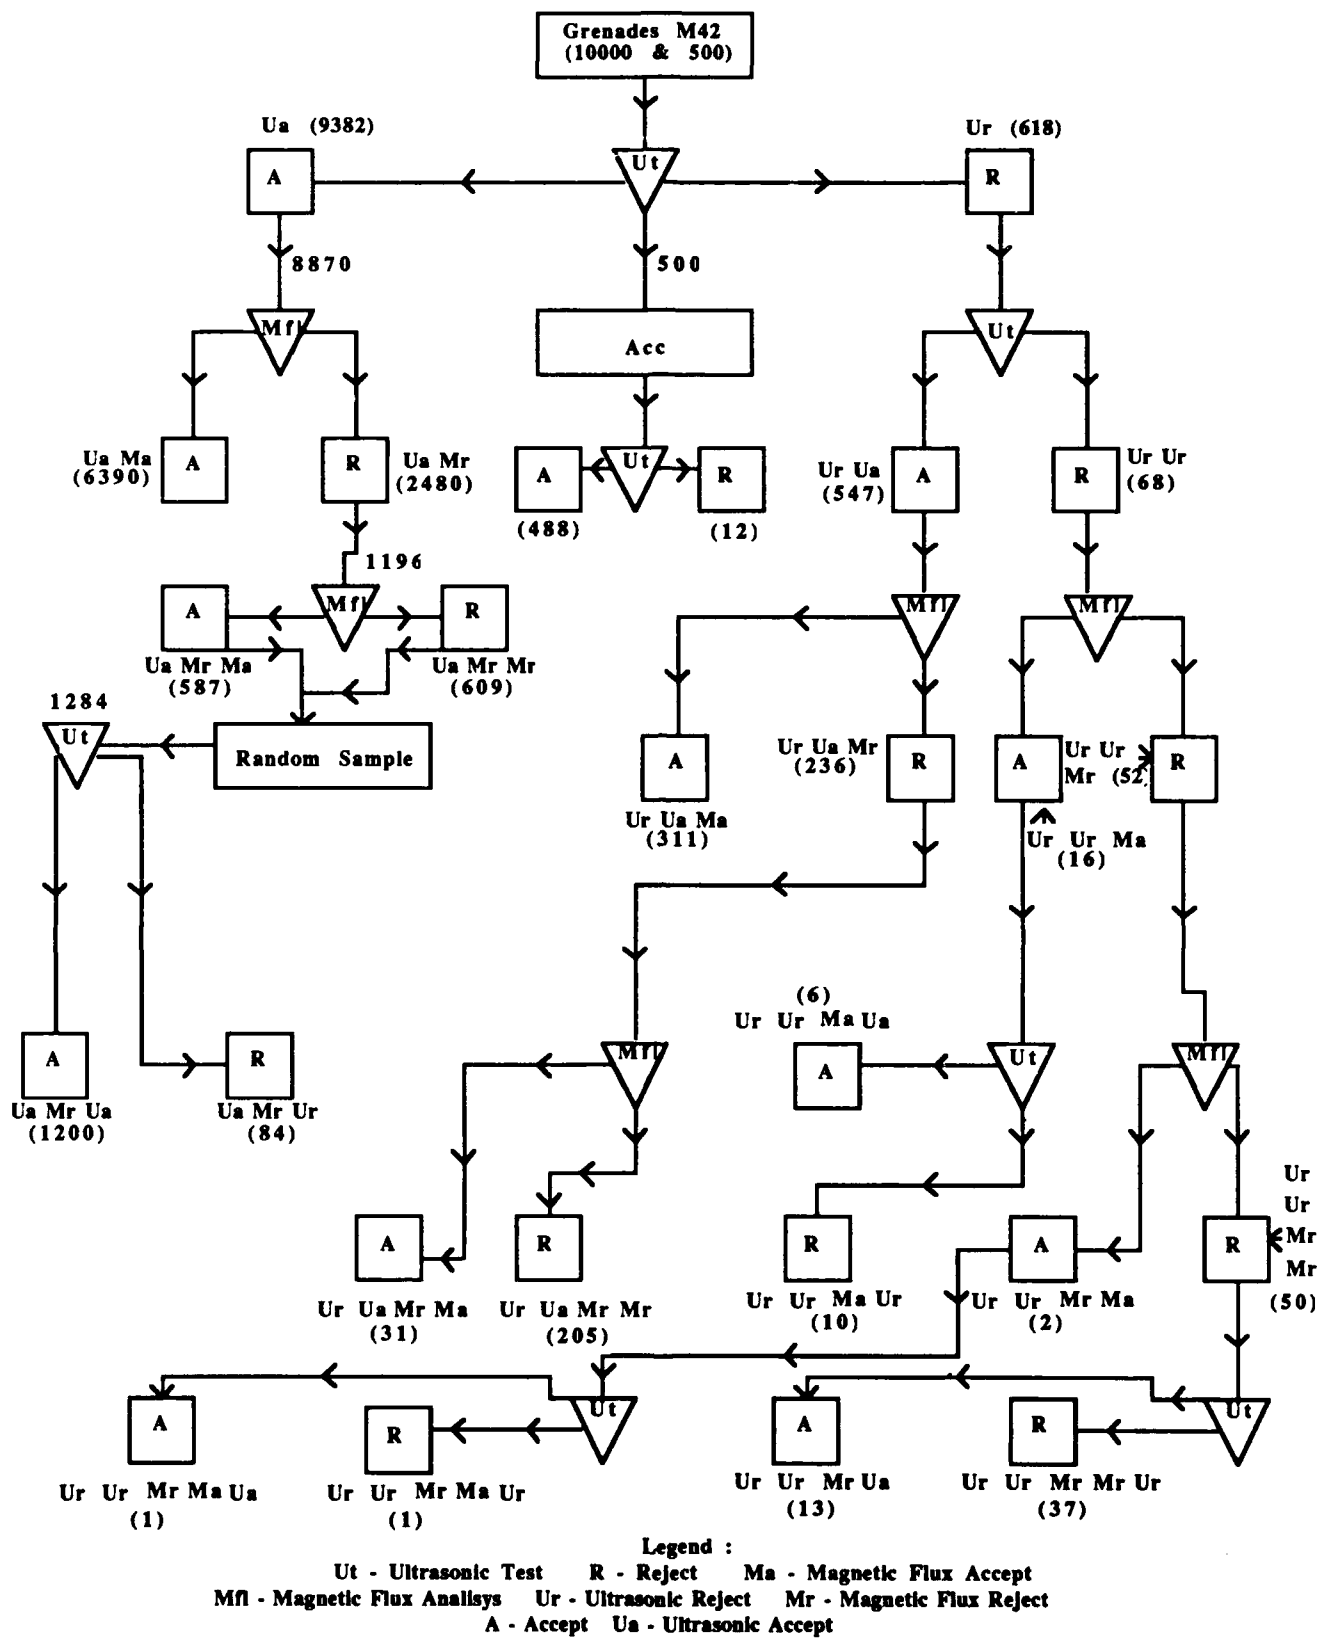 Grenades M42
(10000 & 500)
Ua (9382)
Ur (618)
A
Ut
R
8870
500
Mfl
Acc
Ut
Ua Ma
(6390)
A
R
Ua Mr
(2480)
A
Ut
R
(488)
(12)
Ur Ua
(547)
A
R
Ur Ur
(68)
1196
A
Mfl
R
Ua Mr Ma
(587)
Ua Mr Mr
(609)
Mfl
Mfl
1284
Ut
Random Sample
A
Ur Ua Ma
(311)
Ur Ua Mr
(236)
R
A
Ur Ur
Mr (52)
R
Ur Ur Ma
(16)
(6)
Ur Ur Ma Ua
A
Ut
Mfl
Mfl
A
R
Ua Mr Ua
(1200)
Ua Mr Ur
(84)
A
R
R
A
R
Ur
Ur
Mr
Mr
(50)
Ur Ua Mr Ma
(31)
Ur Ua Mr Mr
(205)
Ur Ur Ma Ur
(10)
Ur Ur Mr Ma
(2)
A
R
Ut
A
R
Ut
Ur Ur Mr Ma Ua
(1)
Ur Ur Mr Ma Ur
(1)
Ur Ur Mr Ua
(13)
Ur Ur Mr Mr Ur
(37)
Legend :
Ut - Ultrasonic Test R - Reject Ma - Magnetic Flux Accept
Mfl - Magnetic Flux Analisys Ur - Ultrasonic Reject Mr - Magnetic Flux Reject
A - Accept Ua - Ultrasonic Accept